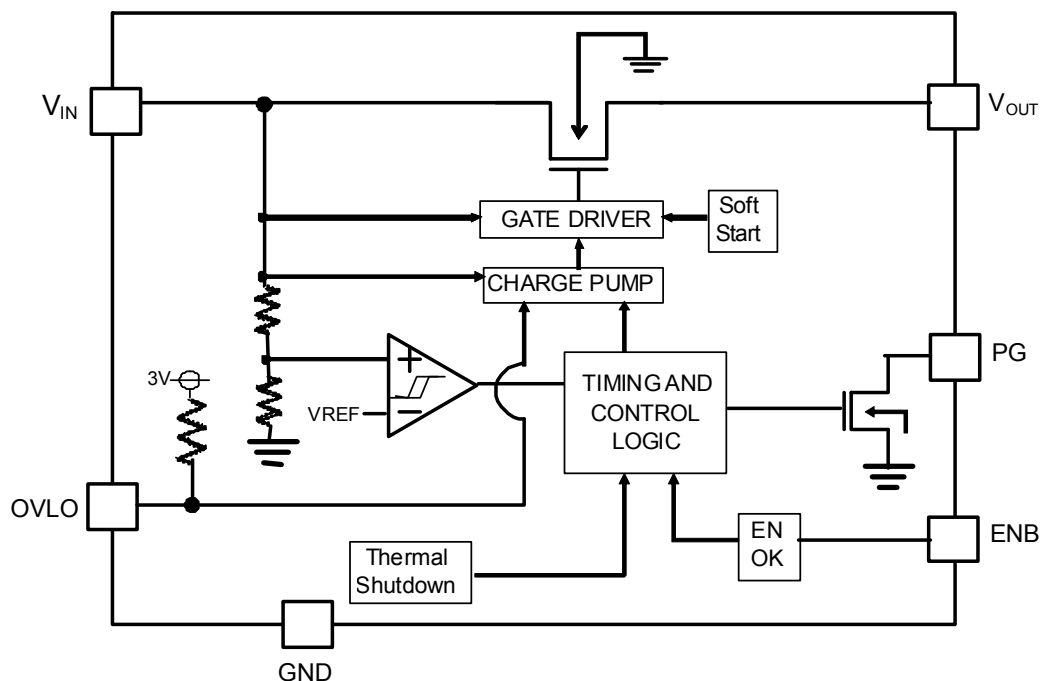 VIN
VOUT
GATE DRIVER
Soft
Start
CHARGE PUMP
3V
VREF
+
−
TIMING AND
CONTROL
LOGIC
PG
OVLO
Thermal
Shutdown
EN
OK
ENB
GND